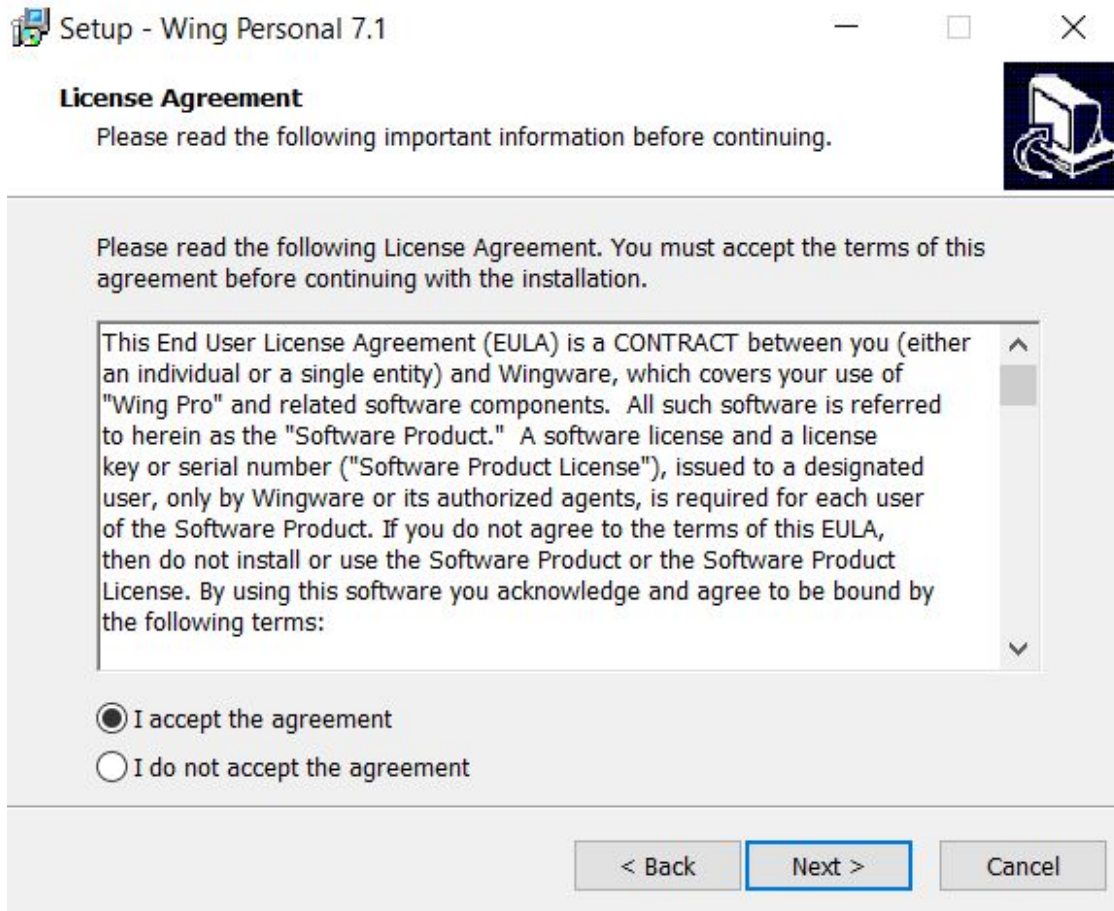 Setup - Wing Personal 7.1
License Agreement
Please read the following important information before continuing.
Please read the following License Agreement. You must accept the terms of this
agreement before continuing with the installation.
This End User License Agreement (EULA) is a CONTRACT between you (either
an individual or a single entity) and Wingware, which covers your use of
"Wing Pro" and related software components.  All such software is referred
to herein as the "Software Product."  A software license and a license
key or serial number ("Software Product License"), issued to a designated
user, only by Wingware or its authorized agents, is required for each user
of the Software Product. If you do not agree to the terms of this EULA,
then do not install or use the Software Product or the Software Product
License. By using this software you acknowledge and agree to be bound by
the following terms:
I accept the agreement
I do not accept the agreement
< Back Next > Cancel